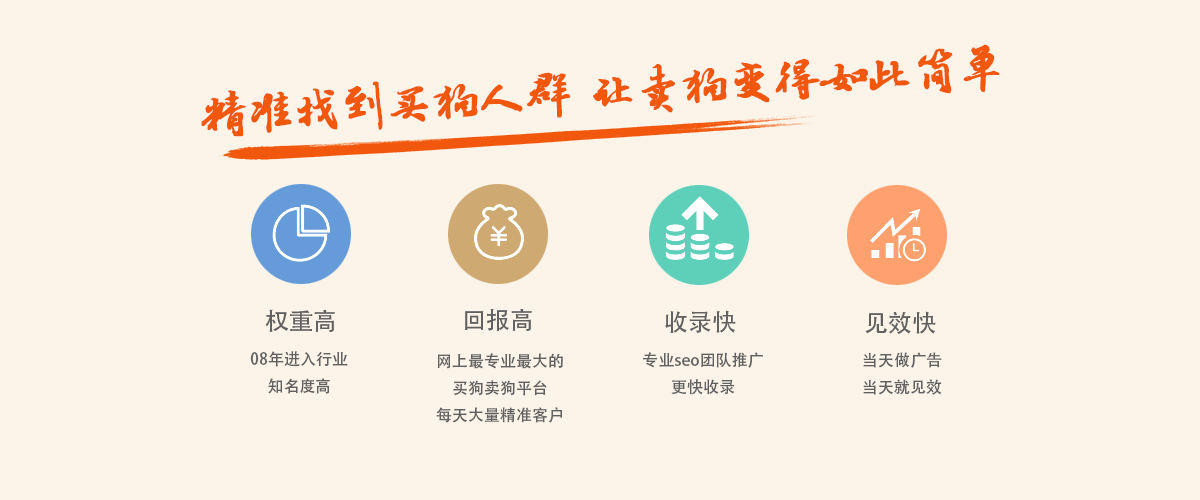 精准找到买狗人群 让卖狗变得如此简单
¥
权重高
08年进入行业
知名度高
回报高
网上最专业最大的
买狗卖狗平台
每天大量精准客户
收录快
专业seo团队推广
更快收录
见效快
当天做广告
当天就见效